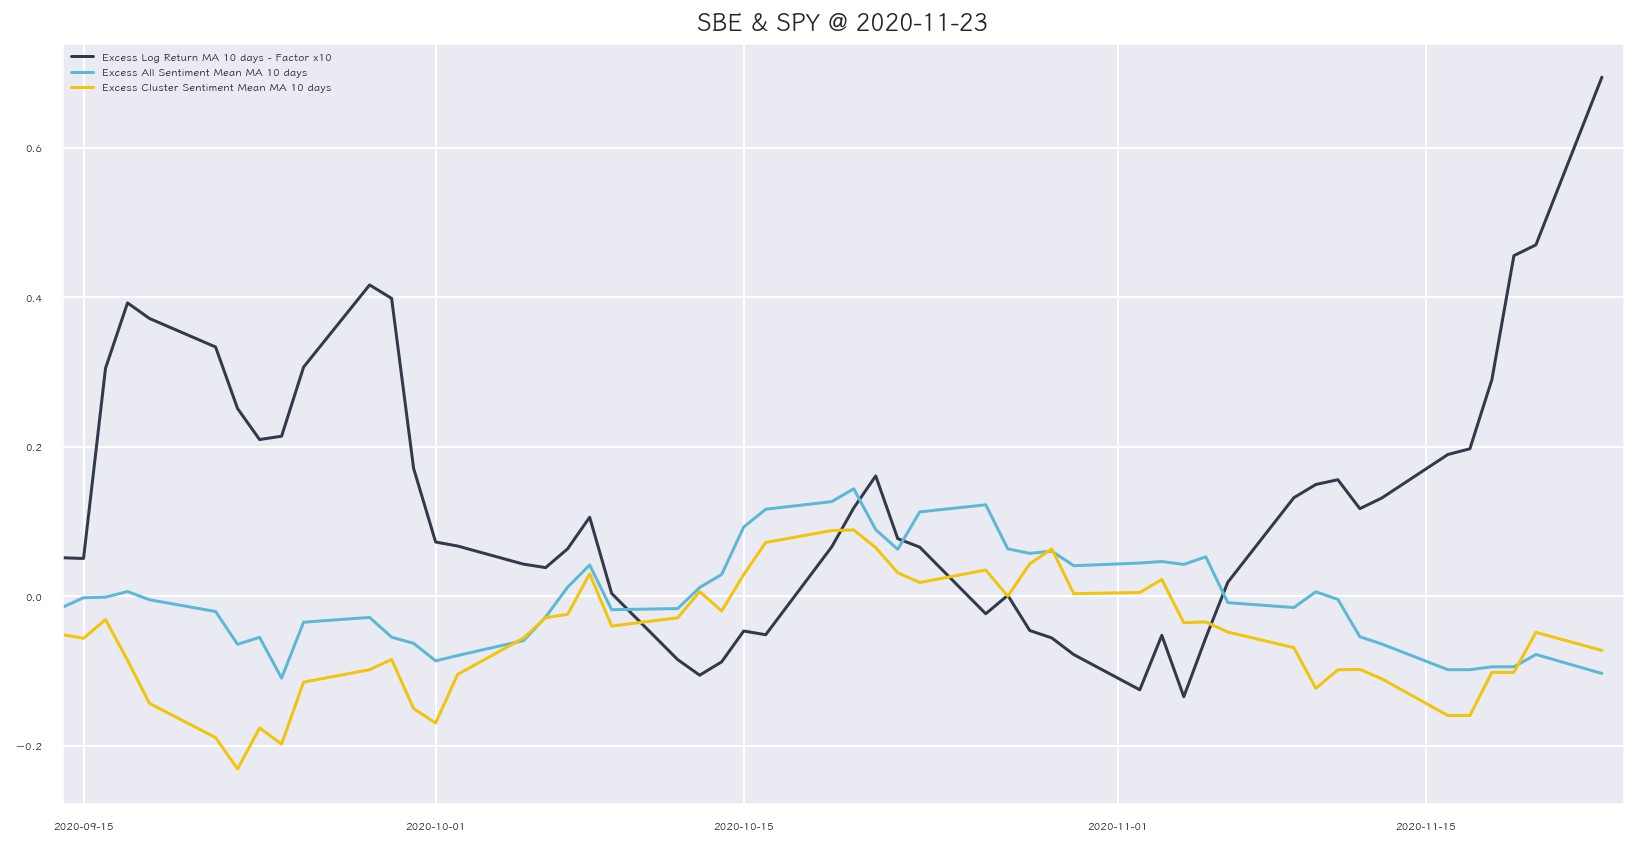 SBE & SPY @ 2020-11-23
Excess Log Return MA 10 days - Factor x10
Excess All Sentiment Mean MA 10 days
Excess Cluster Sentiment Mean MA 10 days
0.6
0.4
0.2
0.0
−0.2
2020-09-15
2020-10-01
2020-10-15
2020-11-01
2020-11-15